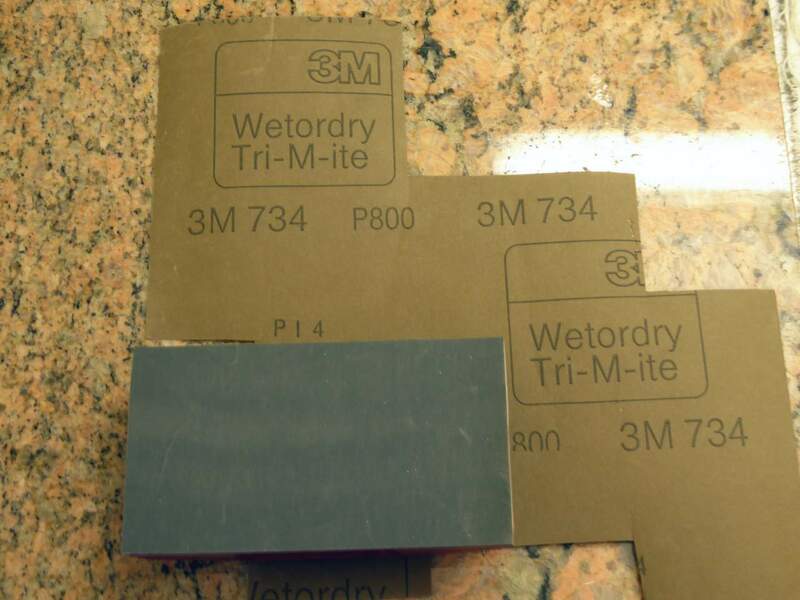 3M
Wetordry
Tri-M-ite
3M 734 P800 3M 734
3M
P14
Wetordry
Tri-M-ite
800 3M 734
Wetordry